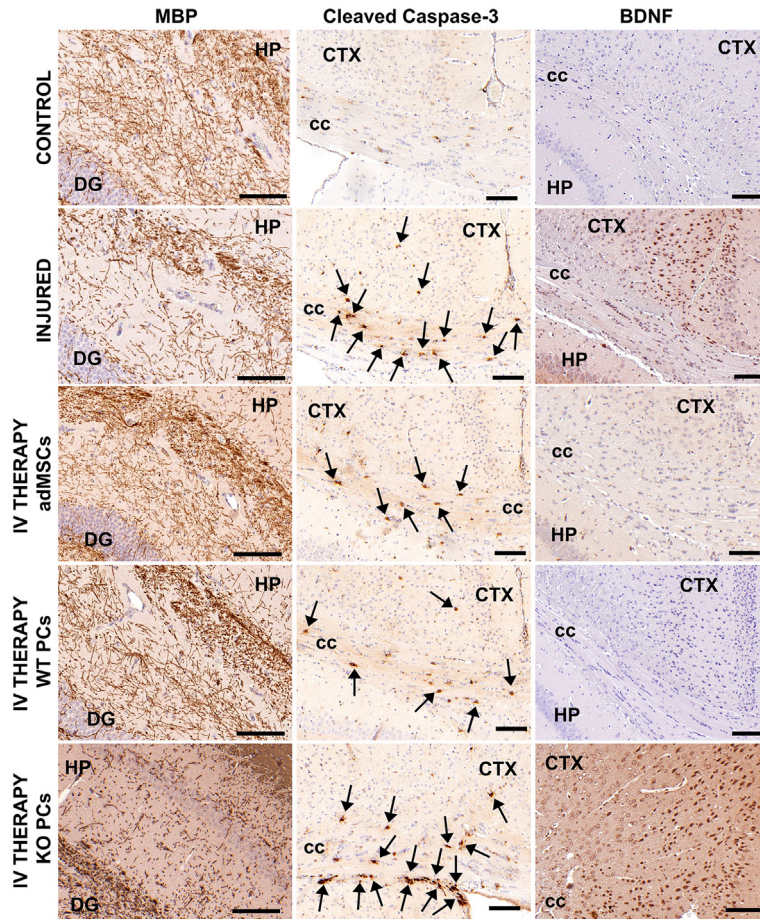 MBP Cleaved Caspase-3 BDNF
CONTROL
HP
DG
CTX
cc
CTX
cc
HP
INJURED
HP
DG
CTX
cc
CTX
cc
HP
IV THERAPY
adMSCs
HP
DG
CTX
cc
CTX
cc
HP
IV THERAPY
WT PCs
HP
DG
CTX
cc
CTX
cc
HP
IV THERAPY
KO PCs
HP
DG
CTX
cc
CTX
cc